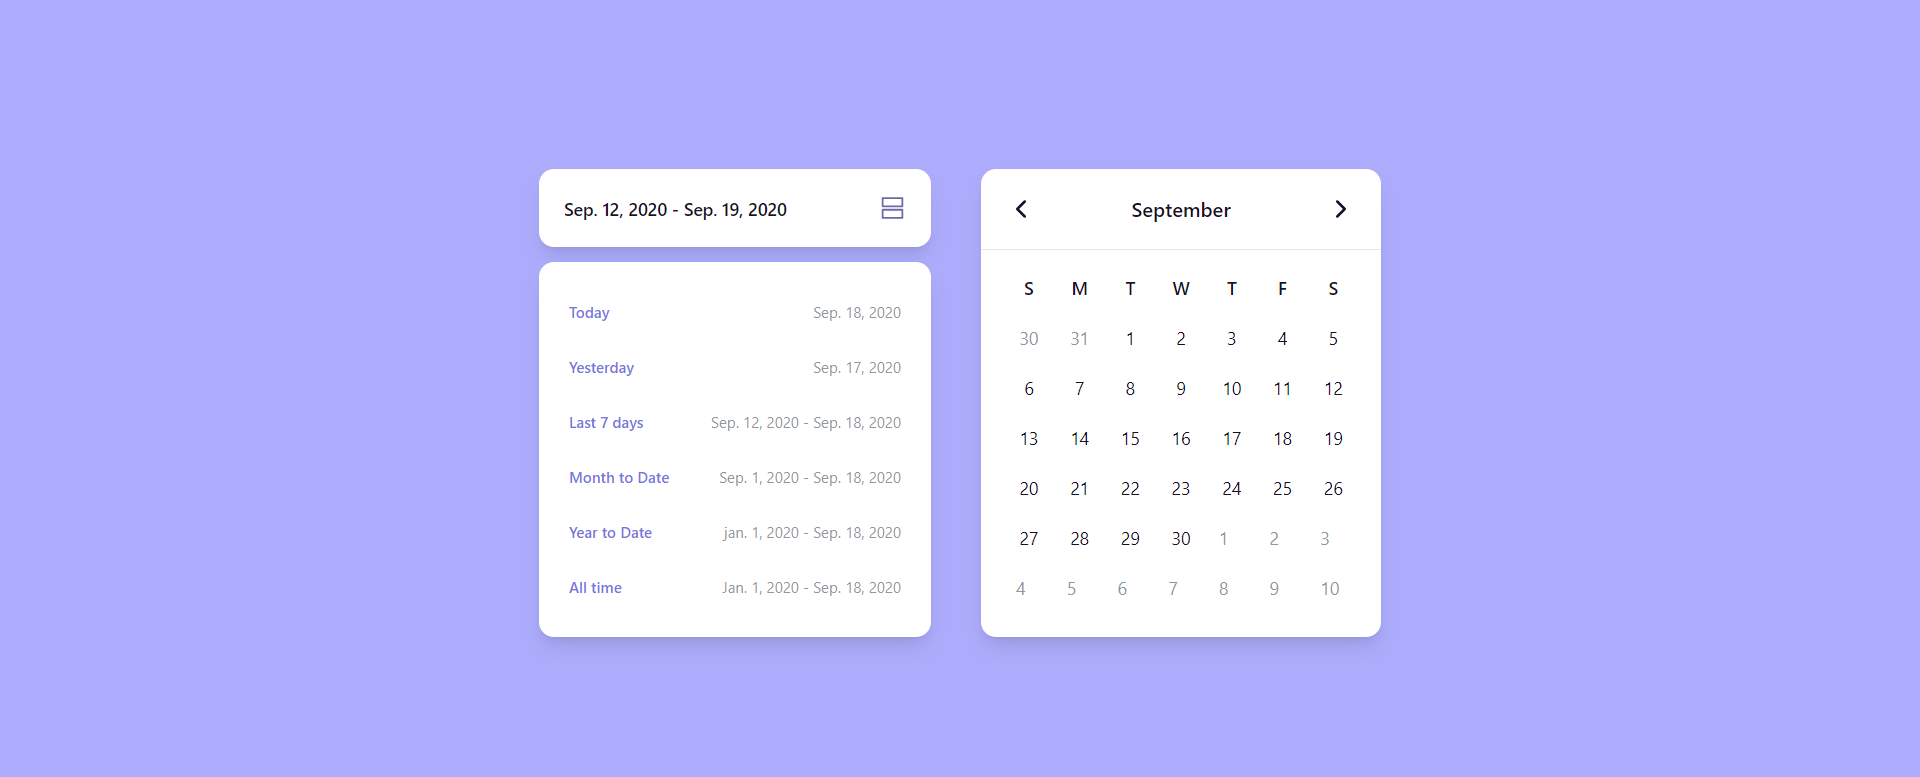 Sep. 12, 2020 - Sep. 19, 2020
Today Sep. 18, 2020
Yesterday Sep. 17, 2020
Last 7 days Sep. 12, 2020 - Sep. 18, 2020
Month to Date Sep. 1, 2020 - Sep. 18, 2020
Year to Date jan. 1, 2020 - Sep. 18, 2020
All time Jan. 1, 2020 - Sep. 18, 2020
September
S M T W T F S
30 31 1 2 3 4 5
6 7 8 9 10 11 12
13 14 15 16 17 18 19
20 21 22 23 24 25 26
27 28 29 30 1 2 3
4 5 6 7 8 9 10